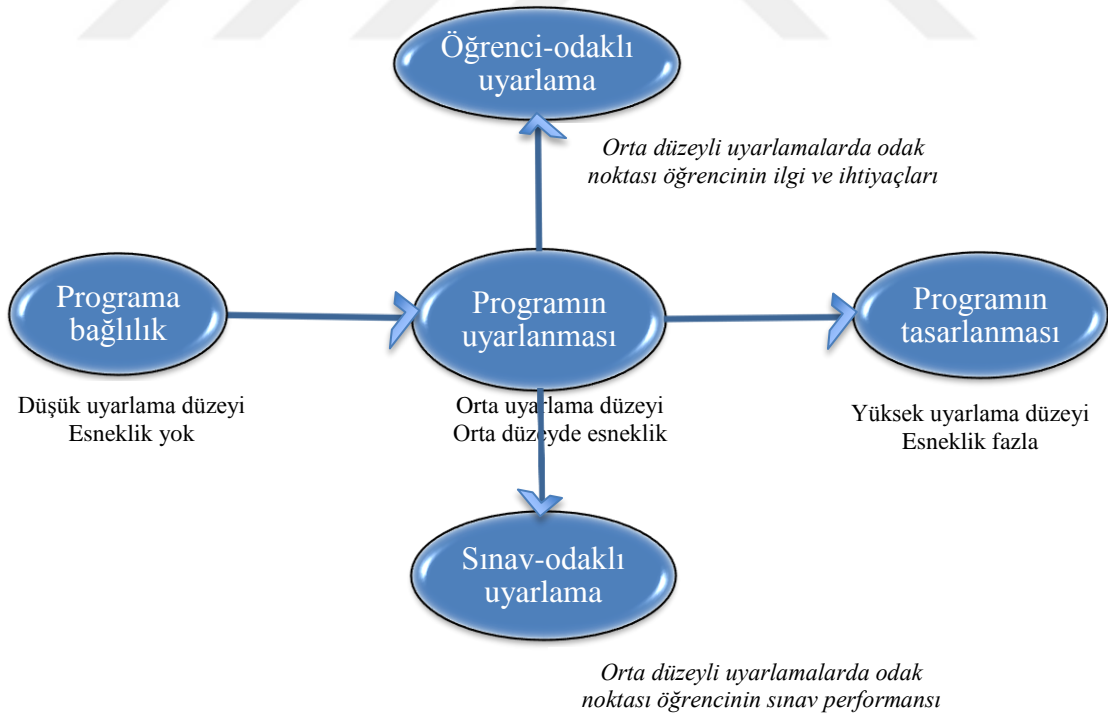 Öğrenci-odaklı
uyarlama
Orta düzeyli uyarlamalarda odak
noktası öğrencinin ilgi ve ihtiyaçları
Programa
bağlılık
Programın
uyarlanması
Programın
tasarlanması
Düşük uyarlama düzeyi
Esneklik yok
Orta uyarlama düzeyi
Orta düzeyde esneklik
Yüksek uyarlama düzeyi
Esneklik fazla
Sınav-odaklı
uyarlama
Orta düzeyli uyarlamalarda odak
noktası öğrencinin sınav performansı